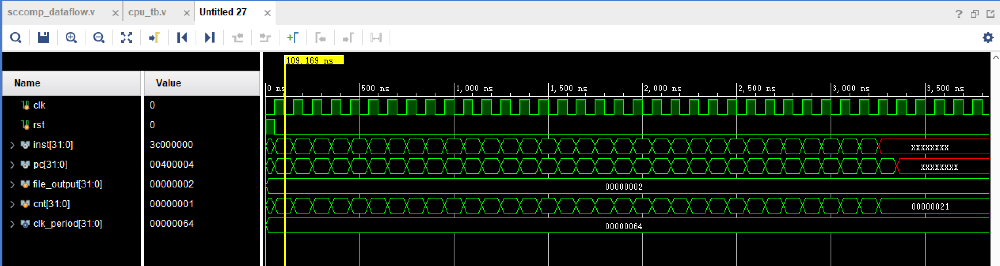 sccomp_dataflow.v × cpu_tb.v × Untitled 27 ×
?
109.169 ns
Name Value
0 ns 500 ns 1,000 ns 1,500 ns 2,000 ns 2,500 ns 3,000 ns 3,500 ns
clk 0
rst 0
inst[31:0] 3c000000 XXXXXXXX
pc[31:0] 00400004 XXXXXXXX
file_output[31:0] 00000002 00000002
cnt[31:0] 00000001 00000021
clk_period[31:0] 00000064 00000064